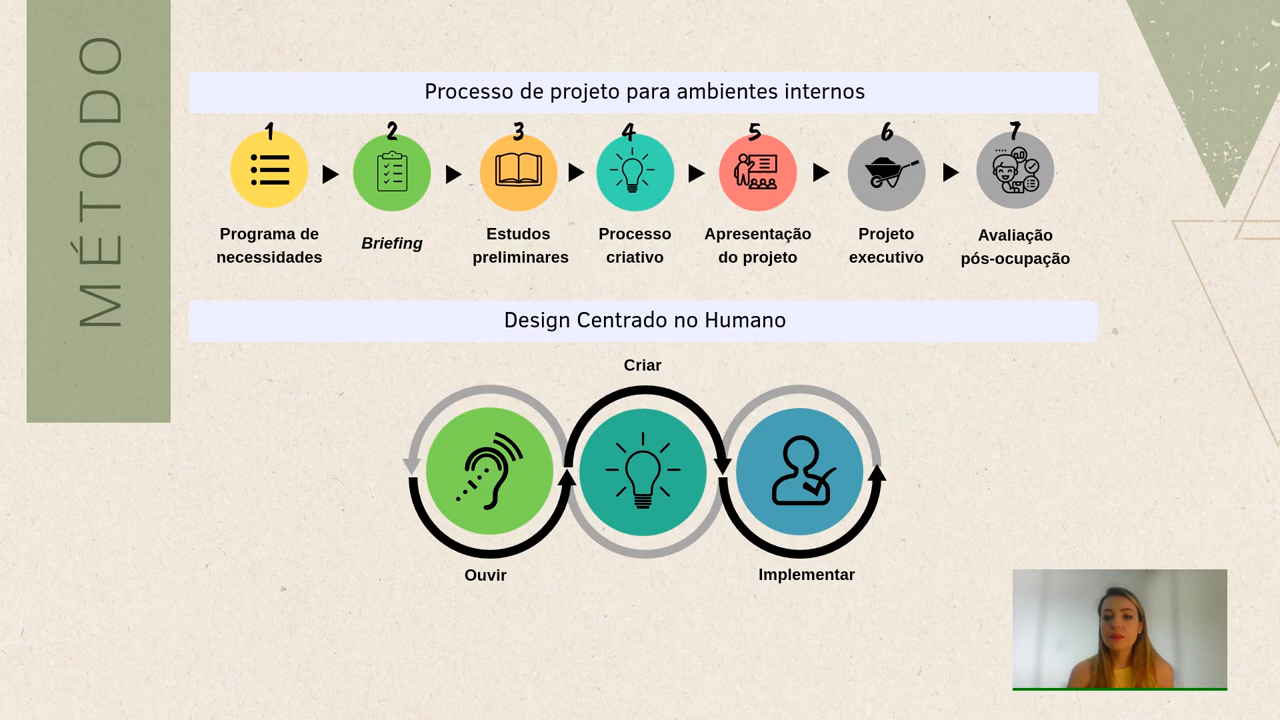 MÉTODO
Processo de projeto para ambientes internos
1 2 3 4 5 6 7
Programa de
necessidades
Briefing
Estudos
preliminares
Processo
criativo
Apresentação
do projeto
Projeto
executivo
Avaliação
pós-ocupação
Design Centrado no Humano
Criar
Ouvir
Implementar